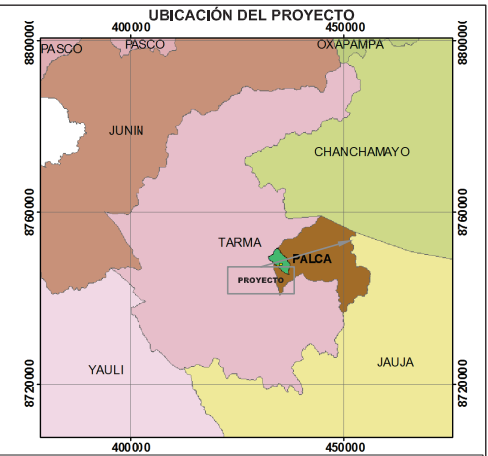 UBICACIÓN DEL PROYECTO
400000
450000
8800000
8800000
PASCO
PASCO
OXAPAMPA
JUNIN
CHANCHAMAYO
8760000
8760000
TARMA
PALCA
PROYECTO
YAULI
JAUJA
8720000
8720000
400000
450000